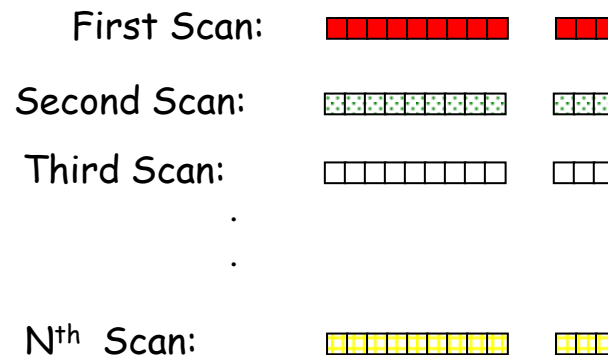 First Scan:
Second Scan:
Third Scan:
.
.
Nth Scan: